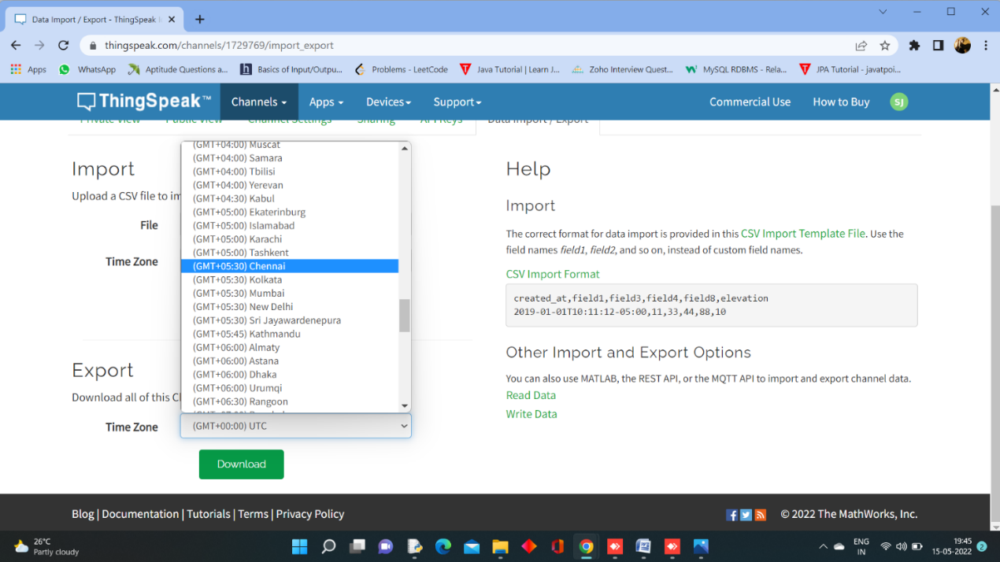 Data Import / Export - ThingSpeak
thingspeak.com/channels/1729769/import_export
Apps
WhatsApp
Aptitude Questions a...
Basics of Input/Outpu...
Problems - LeetCode
Java Tutorial | Learn J...
Zoho Interview Quest...
MySQL RDBMS - Rela...
JPA Tutorial - javatpoi...
ThingSpeak™
Channels
Apps
Devices
Support
Commercial Use
How to Buy
SJ
Private View
Public View
Channel Settings
Sharing
API Keys
Data Import / Export
Import
Upload a CSV file to im
File
Time Zone
(GMT+04:00) Muscat
(GMT+04:00) Samara
(GMT+04:00) Tbilisi
(GMT+04:00) Yerevan
(GMT+04:30) Kabul
(GMT+05:00) Ekaterinburg
(GMT+05:00) Islamabad
(GMT+05:00) Karachi
(GMT+05:00) Tashkent
(GMT+05:30) Chennai
(GMT+05:30) Kolkata
(GMT+05:30) Mumbai
(GMT+05:30) New Delhi
(GMT+05:30) Sri Jayawardenepura
(GMT+05:45) Kathmandu
(GMT+06:00) Almaty
(GMT+06:00) Astana
(GMT+06:00) Dhaka
(GMT+06:00) Urumqi
(GMT+06:30) Rangoon
Export
Download all of this C
Time Zone
(GMT+00:00) UTC
Download
Help
Import
The correct format for data import is provided in this CSV Import Template File. Use the
field names field1, field2, and so on, instead of custom field names.
CSV Import Format
created_at,field1,field3,field4,field8,elevation
2019-01-01T10:11:12-05:00,11,33,44,88,10
Other Import and Export Options
You can also use MATLAB, the REST API, or the MQTT API to import and export channel data.
Read Data
Write Data
Blog | Documentation | Tutorials | Terms | Privacy Policy
© 2022 The MathWorks, Inc.
26°C
Partly cloudy
ENG
IN
19:45
15-05-2022
2